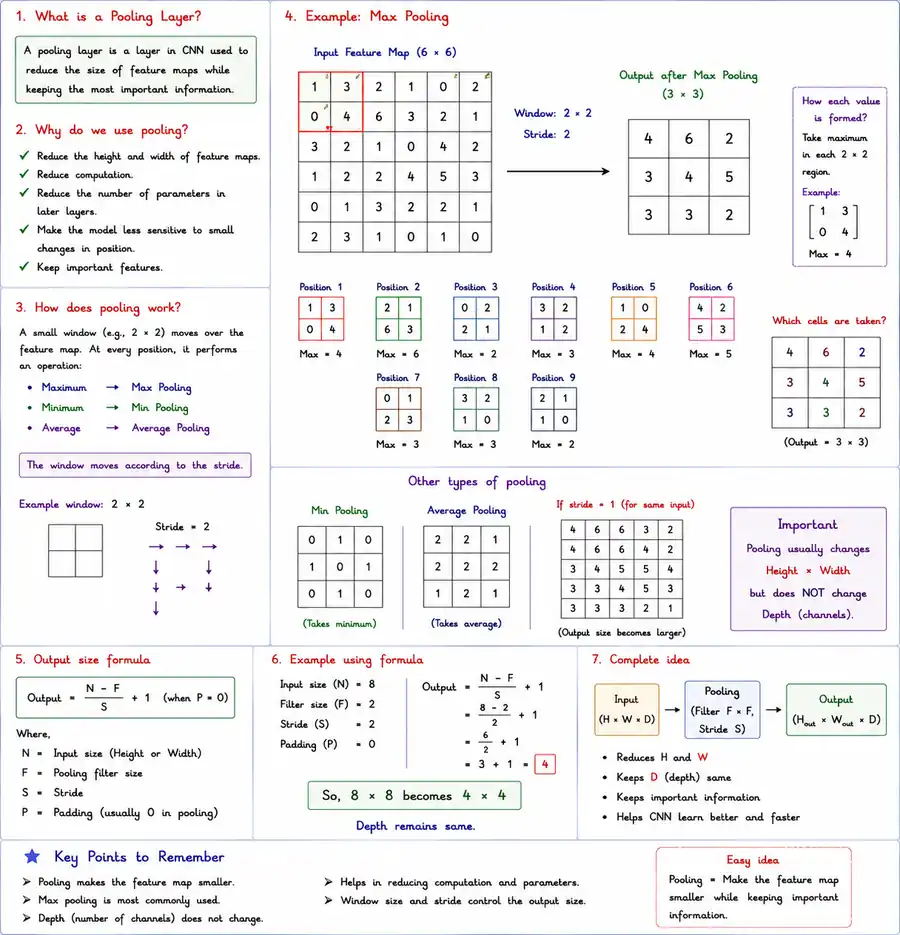 1. What is a Pooling Layer?
A pooling layer is a layer in CNN used to
reduce the size of feature maps while
keeping the most important information.
2. Why do we use pooling?
✓ Reduce the height and width of feature maps.
✓ Reduce computation.
✓ Reduce the number of parameters in
later layers.
✓ Make the model less sensitive to small
changes in position.
✓ Keep important features.
3. How does pooling work?
A small window (e.g., 2 × 2) moves over the
feature map. At every position, it performs
an operation:
• Maximum → Max Pooling
• Minimum → Min Pooling
• Average → Average Pooling
The window moves according to the stride.
Example window: 2 × 2
Stride = 2
4. Example: Max Pooling
Input Feature Map (6 × 6)
1 3 2 1 0 2
0 4 6 3 2 1
3 2 1 0 4 2
1 2 2 4 5 3
0 1 3 2 2 1
2 3 1 0 1 0
Window: 2 × 2
Stride: 2
Output after Max Pooling
(3 × 3)
4 6 2
3 4 5
3 3 2
How each value
is formed?
Take maximum
in each 2 × 2
region.
Example:
1 3
0 4
Max = 4
Position 1
1 3
0 4
Max = 4
Position 2
2 1
6 3
Max = 6
Position 3
0 2
2 1
Max = 2
Position 4
3 2
1 2
Max = 3
Position 5
1 0
2 4
Max = 4
Position 6
4 2
5 3
Max = 5
Position 7
0 1
2 3
Max = 3
Position 8
3 2
1 0
Max = 3
Position 9
2 1
1 0
Max = 2
Which cells are taken?
4 6 2
3 4 5
3 3 2
(Output = 3 × 3)
Other types of pooling
Min Pooling
0 1 0
1 0 1
0 1 0
(Takes minimum)
Average Pooling
2 2 1
2 2 2
1 2 1
(Takes average)
If stride = 1 (for same input)
4 6 6 3 2
4 6 6 4 2
3 4 5 5 4
3 3 4 5 3
3 3 3 2 1
(Output size becomes larger)
Important
Pooling usually changes
Height × Width
but does NOT change
Depth (channels).
5. Output size formula
Output = N − F / S + 1 (when P = 0)
Where,
N = Input size (Height or Width)
F = Pooling filter size
S = Stride
P = Padding (usually 0 in pooling)
6. Example using formula
Input size (N) = 8
Filter size (F) = 2
Stride (S) = 2
Padding (P) = 0
Output = N − F / S + 1
= 8 − 2 / 2 + 1
= 6 / 2 + 1
= 3 + 1 = 4
So, 8 × 8 becomes 4 × 4
Depth remains same.
7. Complete idea
Input
(H × W × D)
Pooling
(Filter F × F,
Stride S)
Output
(Hout × Wout × D)
• Reduces H and W
• Keeps D (depth) same
• Keeps important information
• Helps CNN learn better and faster
Key Points to Remember
➤ Pooling makes the feature map smaller.
➤ Max pooling is most commonly used.
➤ Depth (number of channels) does not change.
➤ Helps in reducing computation and parameters.
➤ Window size and stride control the output size.
Easy idea
Pooling = Make the feature map
smaller while keeping important
information.